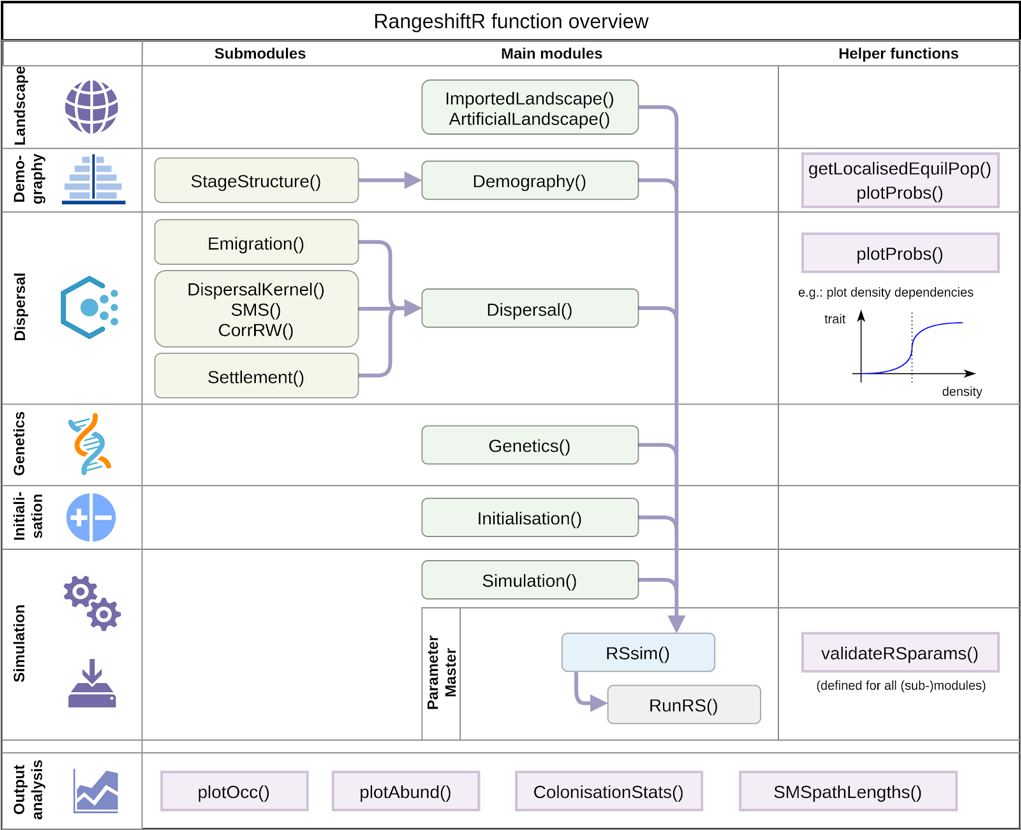 RangeshiftR function overview
Submodules
Main modules
Helper functions
Landscape
ImportedLandscape()
ArtificialLandscape()
Demo-
graphy
StageStructure()
Demography()
getLocalisedEquilPop()
plotProbs()
Dispersal
Emigration()
DispersalKernel()
SMS()
CorrRW()
Settlement()
Dispersal()
plotProbs()
e.g.: plot density dependencies
trait
density
Genetics
Genetics()
Initiali-
sation
Initialisation()
Simulation
Simulation()
Parameter
Master
RSsim()
RunRS()
validateRSparams()
(defined for all (sub-)modules)
Output
analysis
plotOcc()
plotAbund()
ColonisationStats()
SMSpathLengths()